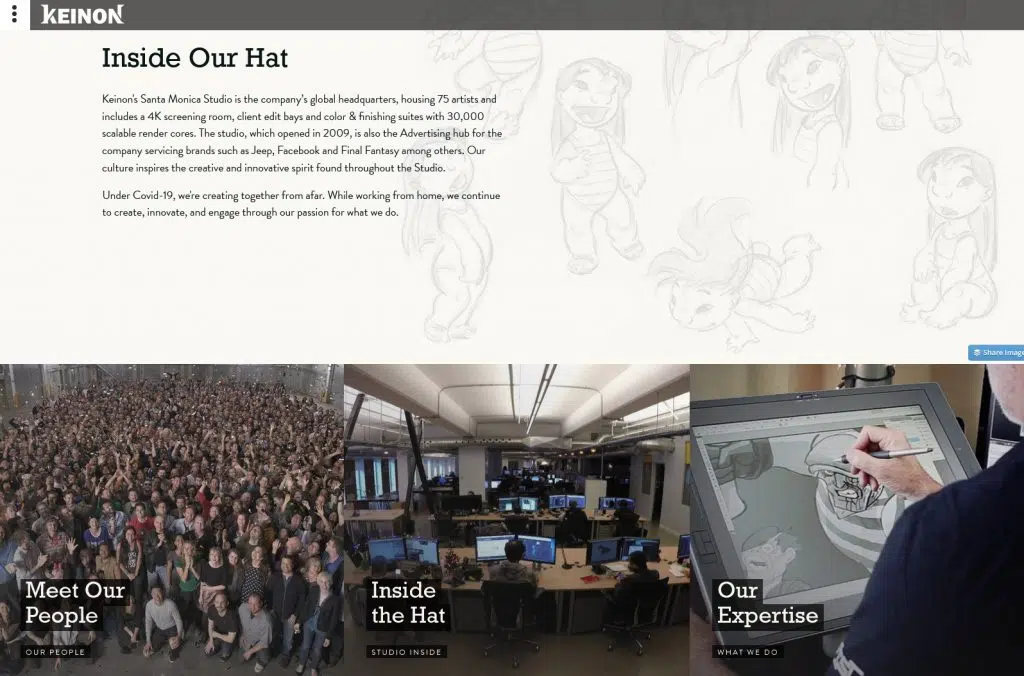 KEINON
Inside Our Hat
Keinon's Santa Monica Studio is the company's global headquarters, housing 75 artists and
includes a 4K screening room, client edit bays and color & finishing suites with 30,000
scalable render cores. The studio, which opened in 2009, is also the Advertising hub for the
company servicing brands such as Jeep, Facebook and Final Fantasy among others. Our
culture inspires the creative and innovative spirit found throughout the Studio.
Under Covid-19, we're creating together from afar. While working from home, we continue
to create, innovate, and engage through our passion for what we do.
Share Image
Meet Our
People
OUR PEOPLE
Inside
the Hat
STUDIO INSIDE
Our
Expertise
WHAT WE DO